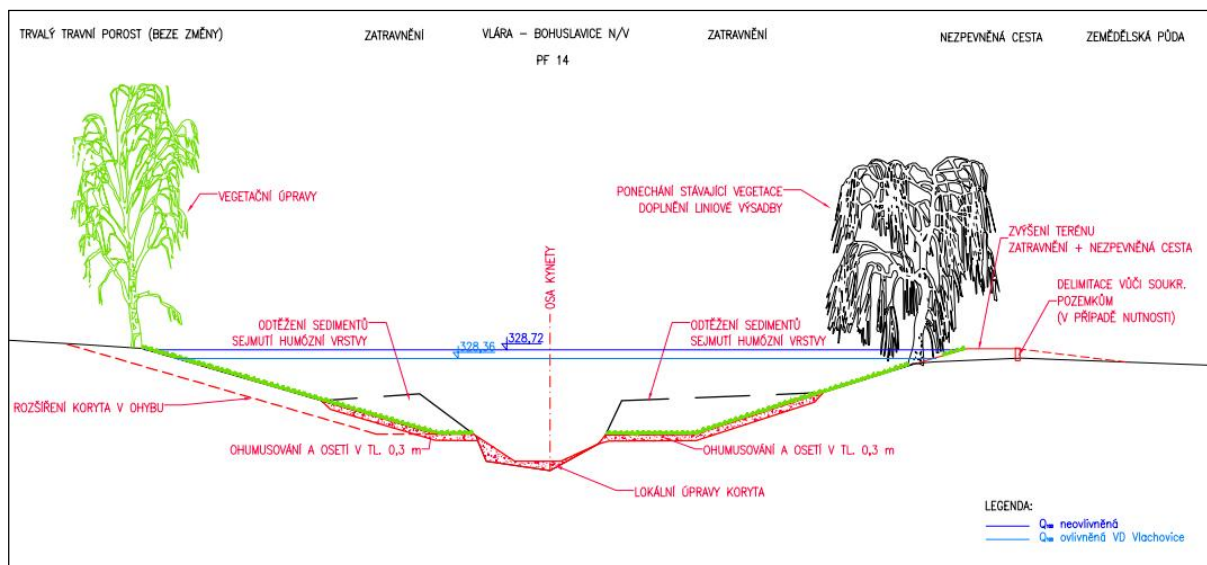 TRVALÝ TRAVNÍ POROST (BEZE ZMĚNY)
ZATRAVNĚNÍ
VLÁRA – BOHUSLAVICE N/V
ZATRAVNĚNÍ
NEZPEVNĚNÁ CESTA
ZEMĚDĚLSKÁ PŮDA
PF 14
VEGETAČNÍ ÚPRAVY
PONECHÁNÍ STÁVAJÍCÍ VEGETACE
DOPLNĚNÍ LINIOVÉ VÝSADBY
ZVÝŠENÍ TERÉNU
ZATRAVNĚNÍ + NEZPEVNĚNÁ CESTA
OSA KYNETY
DELIMITACE VŮČI SOUKR.
POZEMKŮM
(V PŘÍPADĚ NUTNOSTI)
ODTĚŽENÍ SEDIMENTŮ
SEJMUTÍ HUMÓZNÍ VRSTVY
328,72
328,36
ODTĚŽENÍ SEDIMENTŮ
SEJMUTÍ HUMÓZNÍ VRSTVY
ROZŠÍŘENÍ KORYTA V OHYBU
OHUMUSOVÁNÍ A OSETÍ V TL. 0,3 m
OHUMUSOVÁNÍ A OSETÍ V TL. 0,3 m
LOKÁLNÍ ÚPRAVY KORYTA
LEGENDA:
neovlivněná
ovlivněná VD Vlachovice